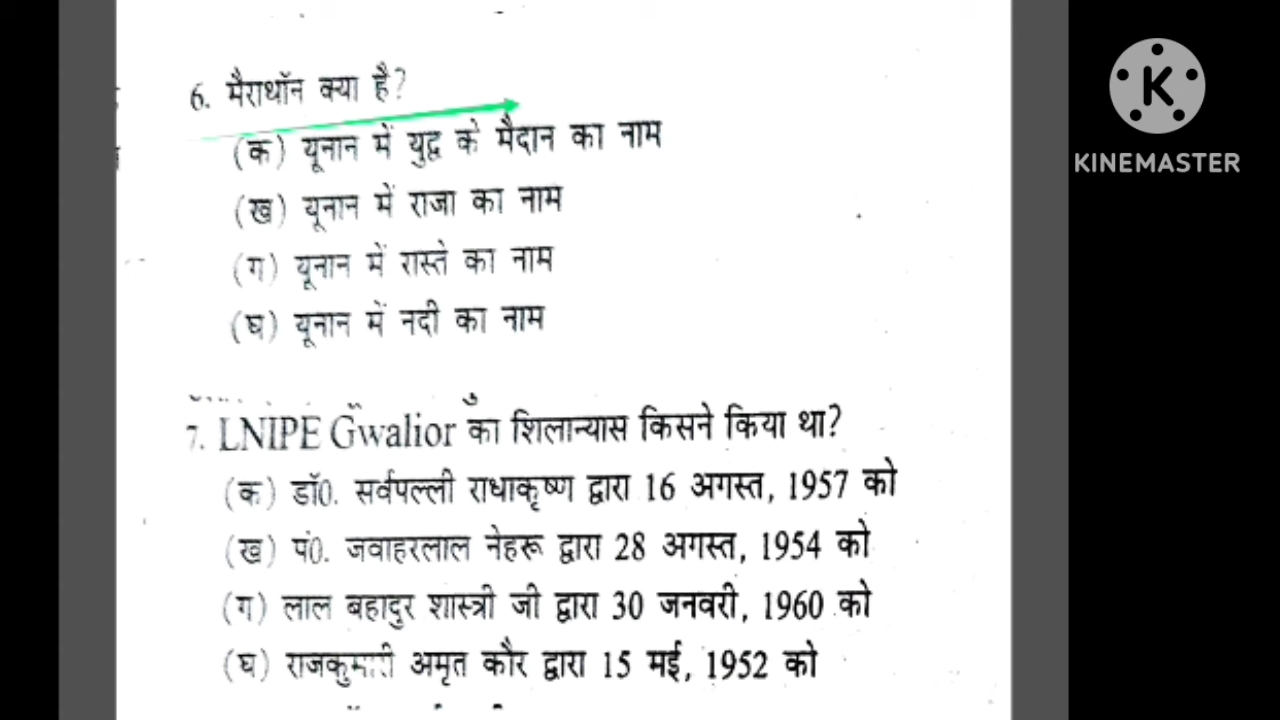 6. मैराथॉन क्या है?
(क) यूनान में युद्ध के मैदान का नाम
(ख) यूनान में राजा का नाम
(ग) यूनान में रास्ते का नाम
(घ) यूनान में नदी का नाम
7. LNIPE Gwalior का शिलान्यास किसने किया था?
(क) डॉ0. सर्वपल्ली राधाकृष्ण द्वारा 16 अगस्त, 1957 को
(ख) पं0. जवाहरलाल नेहरू द्वारा 28 अगस्त, 1954 को
(ग) लाल बहादुर शास्त्री जी द्वारा 30 जनवरी, 1960 को
(घ) राजकुमारी अमृत कौर द्वारा 15 मई, 1952 को
K
KINEMASTER